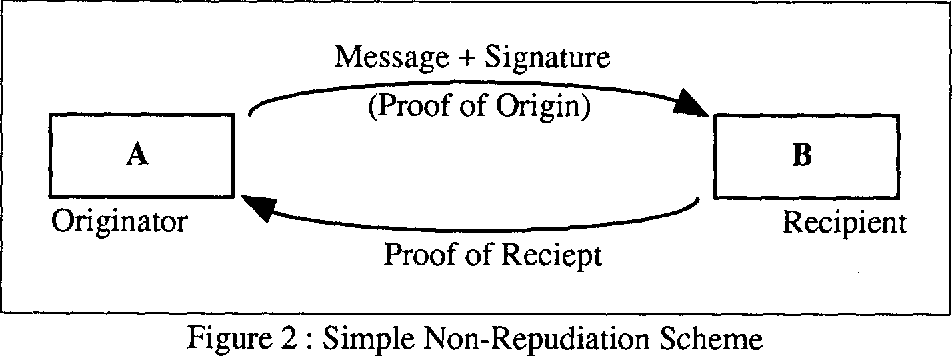 Message + Signature
(Proof of Origin)
A
B
Originator
Recipient
Proof of Reciept
Figure 2 : Simple Non-Repudiation Scheme